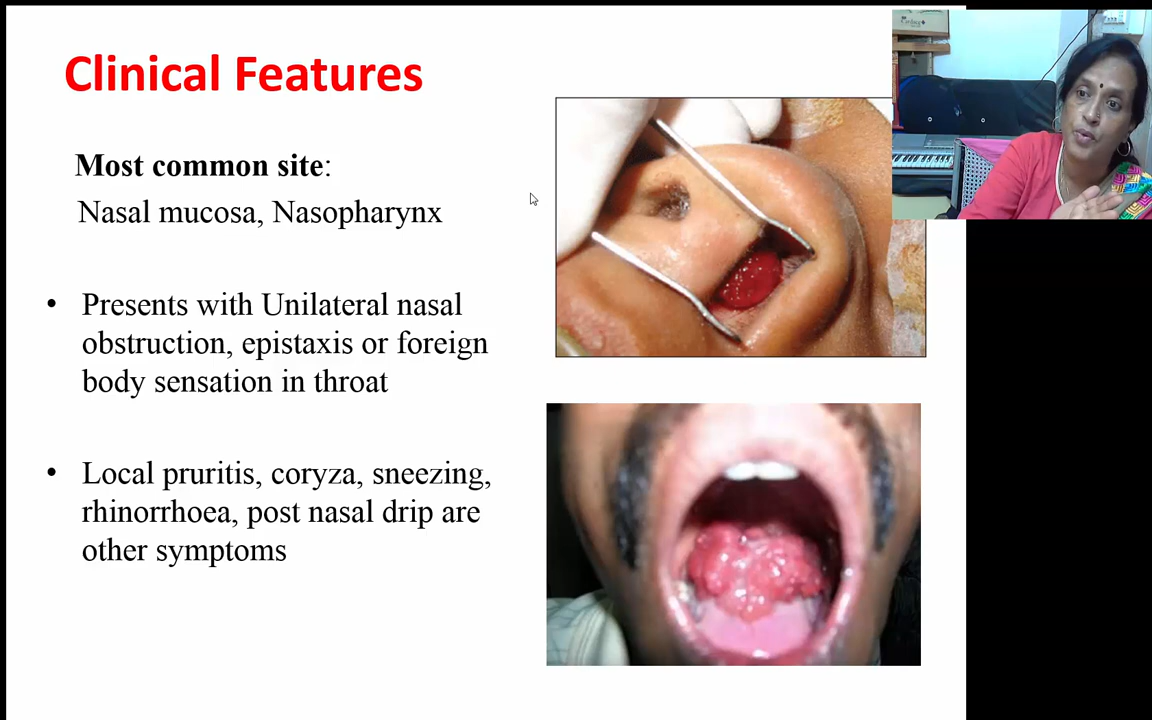 Clinical Features
Most common site:
Nasal mucosa, Nasopharynx
• Presents with Unilateral nasal
obstruction, epistaxis or foreign
body sensation in throat
• Local pruritis, coryza, sneezing,
rhinorrhoea, post nasal drip are
other symptoms